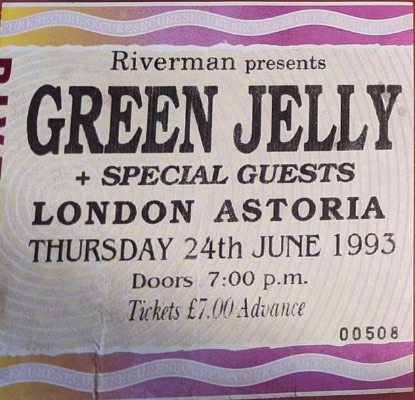 Riverman presents
GREEN JELLY
+ SPECIAL GUESTS
LONDON ASTORIA
THURSDAY 24th JUNE 1993
Doors 7:00 p.m.
Tickets £7.00 Advance
00508